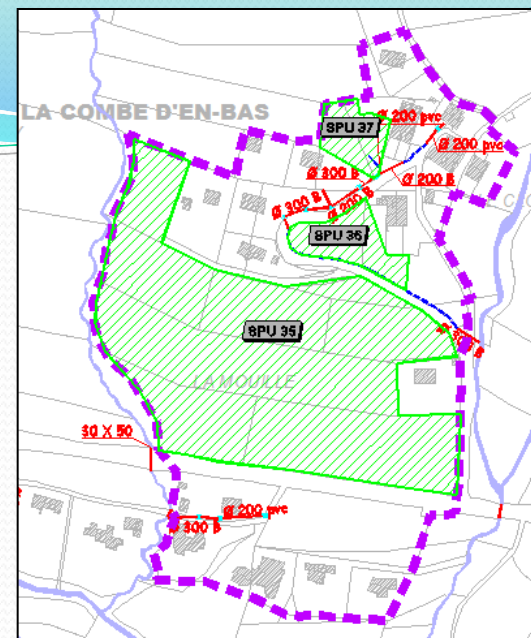 LA COMBE D'EN-BAS
SPU 37
Ø 200 pvc
Ø 200 pvc
Ø 300 B
Ø 200 B
Ø 300 B
Ø 200 B
SPU 36
SPU 35
LA MOUILLE
30 X 50
Ø 200 pvc
Ø 300 B